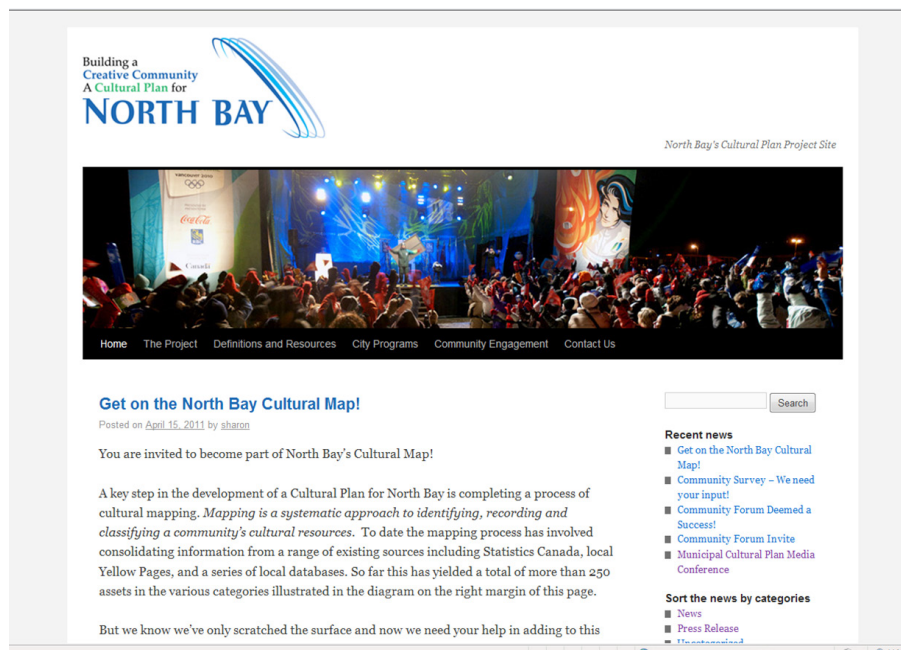 Building a
Creative Community
A Cultural Plan for
NORTH BAY
North Bay's Cultural Plan Project Site
VANCOUVER 2010
Coca-Cola
RBC
Canada
Home The Project Definitions and Resources City Programs Community Engagement Contact Us
Get on the North Bay Cultural Map!
Posted on April 15, 2011 by sharon
You are invited to become part of North Bay's Cultural Map!
A key step in the development of a Cultural Plan for North Bay is completing a process of
cultural mapping. Mapping is a systematic approach to identifying, recording and
classifying a community's cultural resources. To date the mapping process has involved
consolidating information from a range of existing sources including Statistics Canada, local
Yellow Pages, and a series of local databases. So far this has yielded a total of more than 250
assets in the various categories illustrated in the diagram on the right margin of this page.
But we know we've only scratched the surface and now we need your help in adding to this
Search
Recent news
Get on the North Bay Cultural
Map!
Community Survey – We need
your input!
Community Forum Deemed a
Success!
Community Forum Invite
Municipal Cultural Plan Media
Conference
Sort the news by categories
News
Press Release
Uncategorized